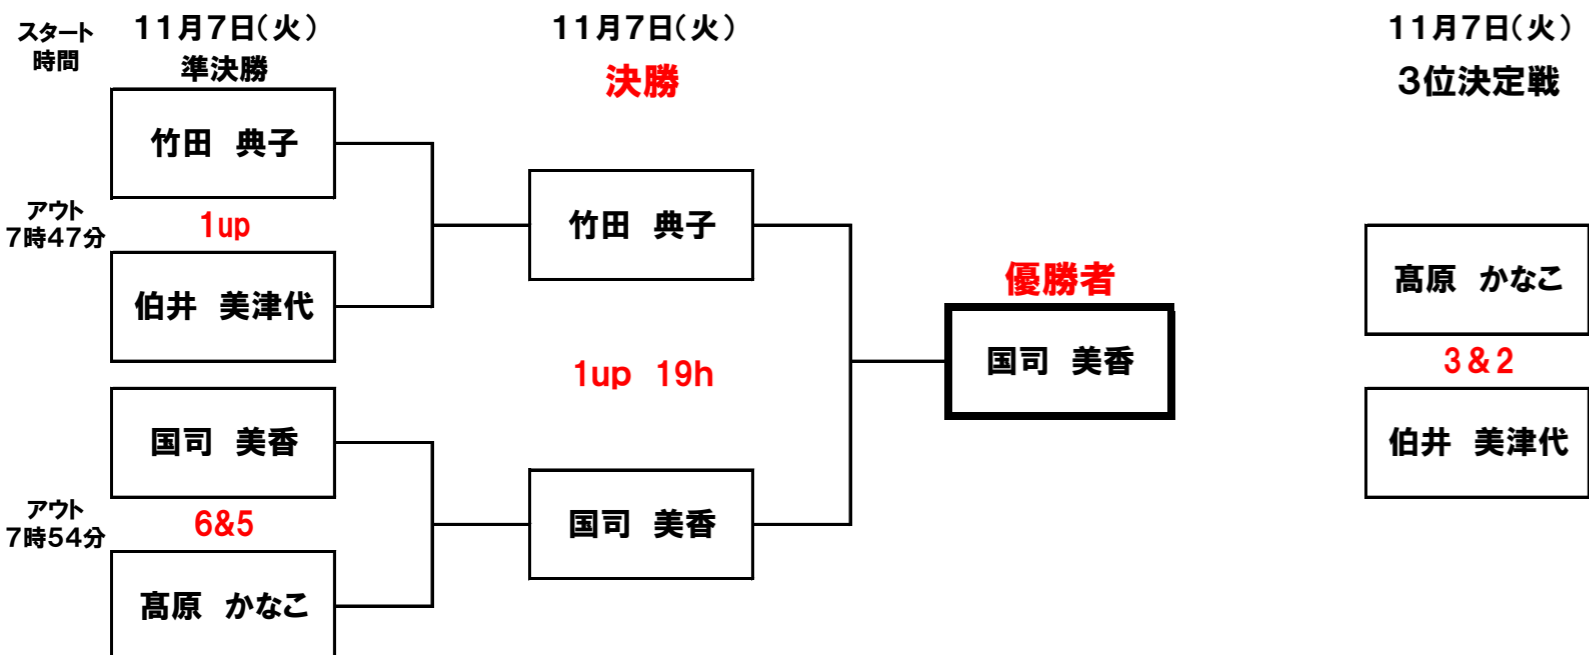 スタート
時間
11月7日(火)
準決勝
11月7日(火)
決勝
11月7日(火)
3位決定戦
竹田 典子
アウト
7時47分
1up
伯井 美津代
国司 美香
アウト
7時54分
6&5
髙原 かなこ
竹田 典子
1up 19h
国司 美香
優勝者
国司 美香
髙原 かなこ
3&2
伯井 美津代